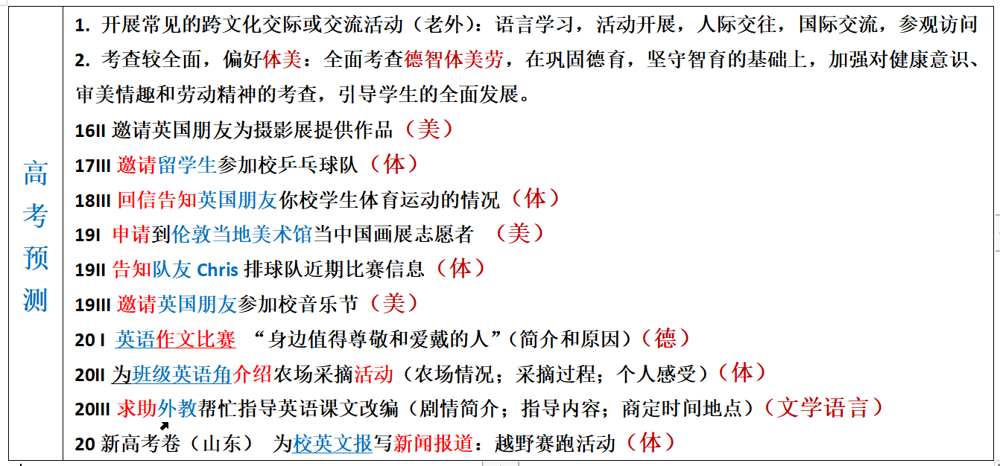 高考预测
1. 开展常见的跨文化交际或交流活动（老外）：语言学习，活动开展，人际交往，国际交流，参观访问
2. 考查较全面，偏好体美：全面考查德智体美劳，在巩固德育，坚守智育的基础上，加强对健康意识、
审美情趣和劳动精神的考查，引导学生的全面发展。
16II 邀请英国朋友为摄影展提供作品（美）
17III 邀请留学生参加校乒乓球队（体）
18III 回信告知英国朋友你校学生体育运动的情况（体）
19I 申请到伦敦当地美术馆当中国画展志愿者 （美）
19II 告知队友 Chris 排球队近期比赛信息（体）
19III 邀请英国朋友参加校音乐节（美）
20 I 英语作文比赛 “身边值得尊敬和爱戴的人”（简介和原因）（德）
20II 为班级英语角介绍农场采摘活动（农场情况；采摘过程；个人感受）（体）
20III 求助外教帮忙指导英语课文改编（剧情简介；指导内容；商定时间地点）（文学语言）
20 新高考卷（山东） 为校英文报写新闻报道：越野赛跑活动（体）